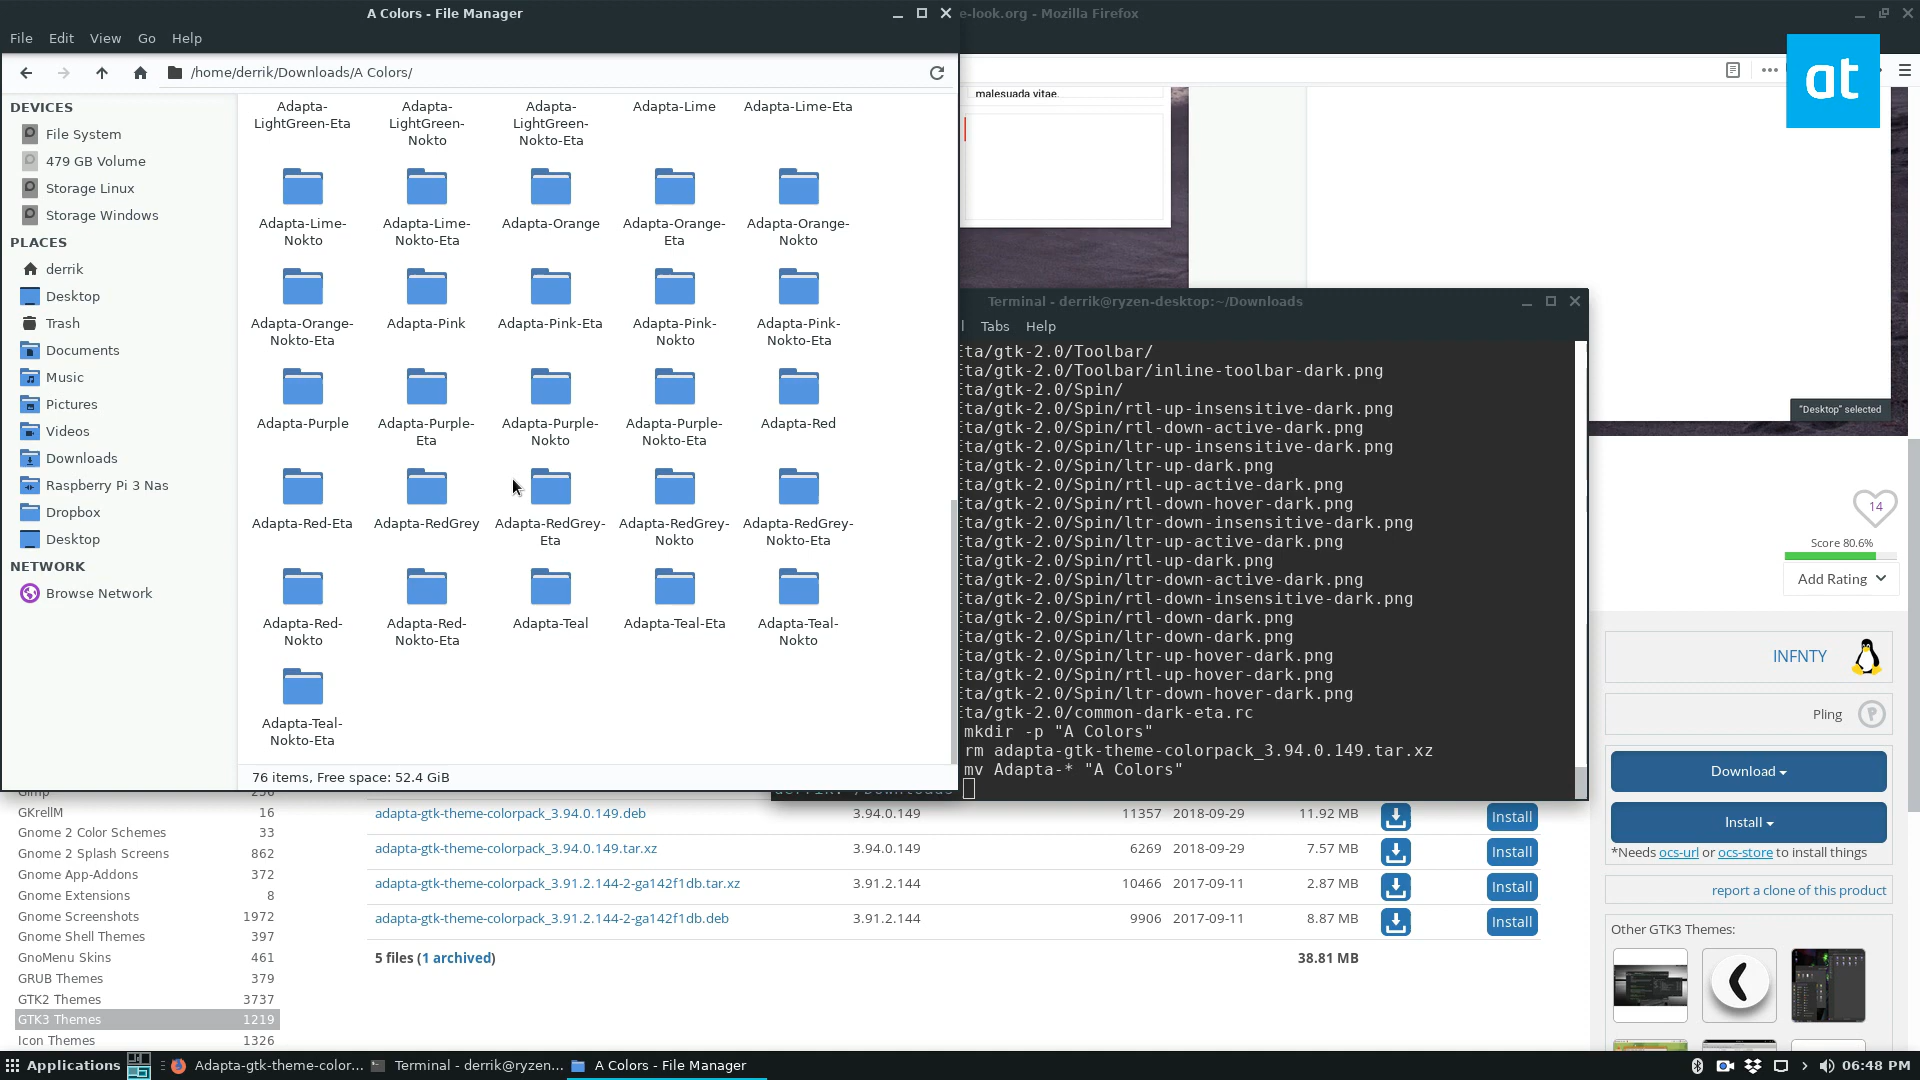 A Colors - File Manager
File Edit View Go Help
/home/derrik/Downloads/A Colors/
DEVICES
File System
479 GB Volume
Storage Linux
Storage Windows
PLACES
derrik
Desktop
Trash
Documents
Music
Pictures
Videos
Downloads
Raspberry Pi 3 Nas
Dropbox
Desktop
NETWORK
Browse Network
Adapta-
LightGreen-Eta
Adapta-
LightGreen-
Nokto
Adapta-
LightGreen-
Nokto-Eta
Adapta-Lime
Adapta-Lime-Eta
Adapta-Lime-
Nokto
Adapta-Lime-
Nokto-Eta
Adapta-Orange
Adapta-Orange-
Eta
Adapta-Orange-
Nokto
Adapta-Orange-
Nokto-Eta
Adapta-Pink
Adapta-Pink-Eta
Adapta-Pink-
Nokto
Adapta-Pink-
Nokto-Eta
Adapta-Purple
Adapta-Purple-
Eta
Adapta-Purple-
Nokto
Adapta-Purple-
Nokto-Eta
Adapta-Red
Adapta-Red-Eta
Adapta-RedGrey
Adapta-RedGrey-
Eta
Adapta-RedGrey-
Nokto
Adapta-RedGrey-
Nokto-Eta
Adapta-Red-
Nokto
Adapta-Red-
Nokto-Eta
Adapta-Teal
Adapta-Teal-Eta
Adapta-Teal-
Nokto
Adapta-Teal-
Nokto-Eta
76 items, Free space: 52.4 GiB
e-look.org - Mozilla Firefox
at
malesuada vitae.
"Desktop" selected
Terminal - derrik@ryzen-desktop:~/Downloads
Tabs Help
Eta/gtk-2.0/Toolbar/
Eta/gtk-2.0/Toolbar/inline-toolbar-dark.png
Eta/gtk-2.0/Spin/
Eta/gtk-2.0/Spin/rtl-up-insensitive-dark.png
Eta/gtk-2.0/Spin/rtl-down-active-dark.png
Eta/gtk-2.0/Spin/ltr-up-insensitive-dark.png
Eta/gtk-2.0/Spin/ltr-up-dark.png
Eta/gtk-2.0/Spin/rtl-up-active-dark.png
Eta/gtk-2.0/Spin/rtl-down-hover-dark.png
Eta/gtk-2.0/Spin/ltr-down-insensitive-dark.png
Eta/gtk-2.0/Spin/ltr-up-active-dark.png
Eta/gtk-2.0/Spin/rtl-up-dark.png
Eta/gtk-2.0/Spin/ltr-down-active-dark.png
Eta/gtk-2.0/Spin/rtl-down-insensitive-dark.png
Eta/gtk-2.0/Spin/rtl-down-dark.png
Eta/gtk-2.0/Spin/ltr-down-dark.png
Eta/gtk-2.0/Spin/ltr-up-hover-dark.png
Eta/gtk-2.0/Spin/rtl-up-hover-dark.png
Eta/gtk-2.0/Spin/ltr-down-hover-dark.png
Eta/gtk-2.0/common-dark-eta.rc
mkdir -p "A Colors"
rm adapta-gtk-theme-colorpack_3.94.0.149.tar.xz
mv Adapta-* "A Colors"
14
Score 80.6%
Add Rating
INFNTY
Pling
Download
Install
*Needs ocs-url or ocs-store to install things
report a clone of this product
Other GTK3 Themes:
GKrellM 16
Gnome 2 Color Schemes 33
Gnome 2 Splash Screens 862
Gnome App-Addons 372
Gnome Extensions 8
Gnome Screenshots 1972
Gnome Shell Themes 397
GnoMenu Skins 461
GRUB Themes 379
GTK2 Themes 3737
GTK3 Themes 1219
Icon Themes 1326
adapta-gtk-theme-colorpack_3.94.0.149.deb 3.94.0.149 11357 2018-09-29 11.92 MB Install
adapta-gtk-theme-colorpack_3.94.0.149.tar.xz 3.94.0.149 6269 2018-09-29 7.57 MB Install
adapta-gtk-theme-colorpack_3.91.2.144-2-ga142f1db.tar.xz 3.91.2.144 10466 2017-09-11 2.87 MB Install
adapta-gtk-theme-colorpack_3.91.2.144-2-ga142f1db.deb 3.91.2.144 9906 2017-09-11 8.87 MB Install
5 files (1 archived) 38.81 MB
Applications
Adapta-gtk-theme-color...
Terminal - derrik@ryzen...
A Colors - File Manager
06:48 PM